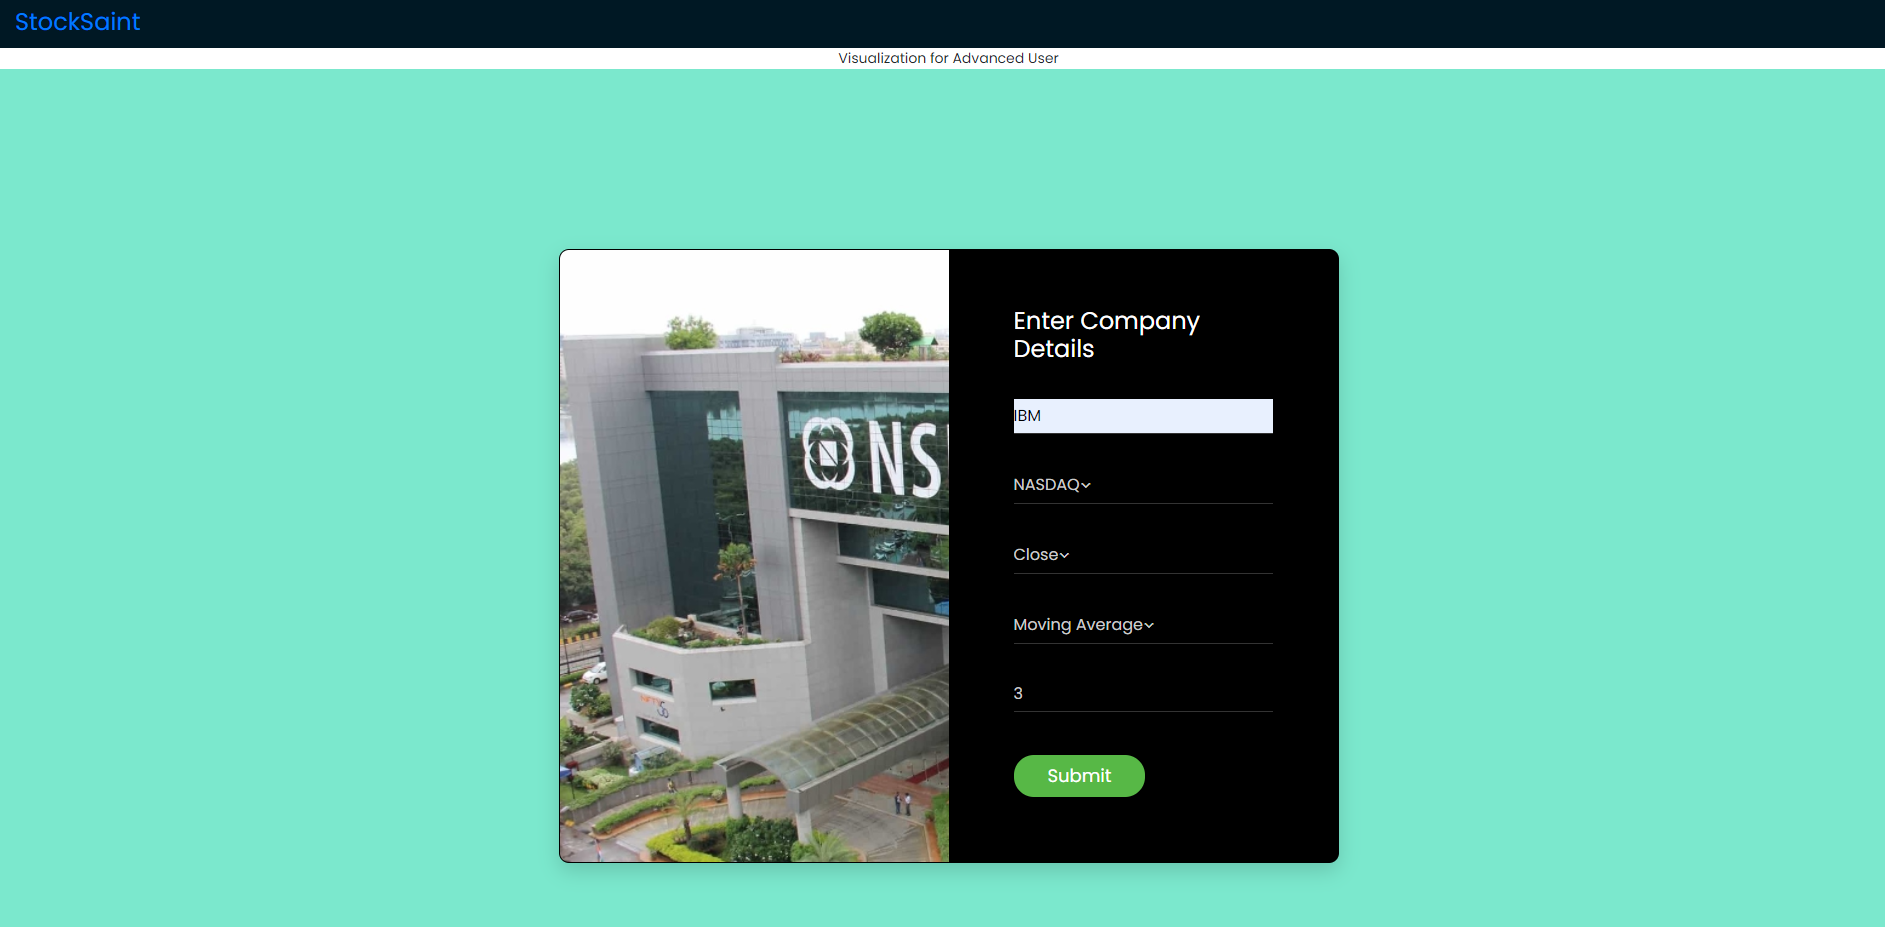 StockSaint
Visualization for Advanced User
NS
Enter Company
Details
IBM
NASDAQ
Close
Moving Average
3
Submit